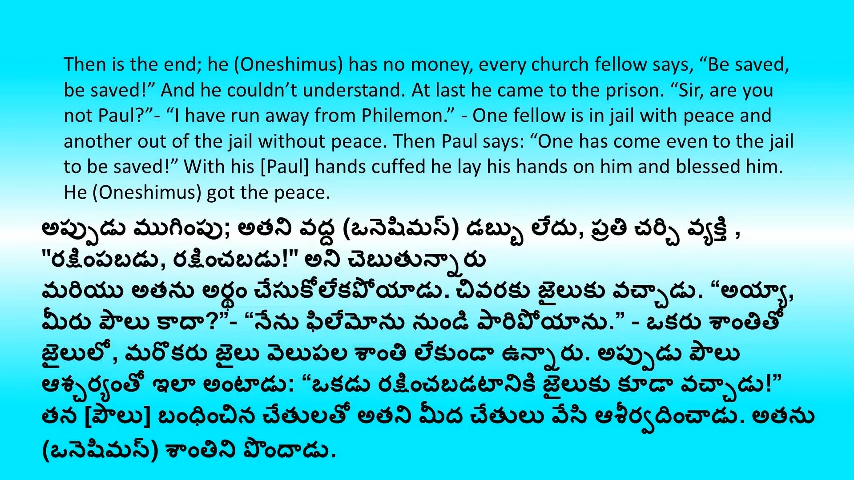 Then is the end; he (Oneshimus) has no money, every church fellow says, “Be saved,
be saved!” And he couldn’t understand. At last he came to the prison. “Sir, are you
not Paul?”- “I have run away from Philemon.” - One fellow is in jail with peace and
another out of the jail without peace. Then Paul says: “One has come even to the jail
to be saved!” With his [Paul] hands cuffed he lay his hands on him and blessed him.
He (Oneshimus) got the peace.
అప్పుడు ముగింపు; అతని వద్ద (ఒనెషిమస్) డబ్బు లేదు, ప్రతి చర్చి వ్యక్తి ,
"రక్షింపబడు, రక్షించబడు!" అని చెబుతున్నారు
మరియు అతను అర్థం చేసుకోలేకపోయాడు. చివరకు జైలుకు వచ్చాడు. “అయ్యా,
మీరు పౌలు కాదా?”- “నేను ఫిలేమోను నుండి పారిపోయాను.” - ఒకరు శాంతితో
జైలులో, మరొకరు జైలు వెలుపల శాంతి లేకుండా ఉన్నారు. అప్పుడు పౌలు
ఆశ్చర్యంతో ఇలా అంటాడు: “ఒకడు రక్షించబడటానికి జైలుకు కూడా వచ్చాడు!”
తన [పౌలు] బంధించిన చేతులతో అతని మీద చేతులు వేసి ఆశీర్వదించాడు. అతను
(ఒనెషిమస్) శాంతిని పొందాడు.